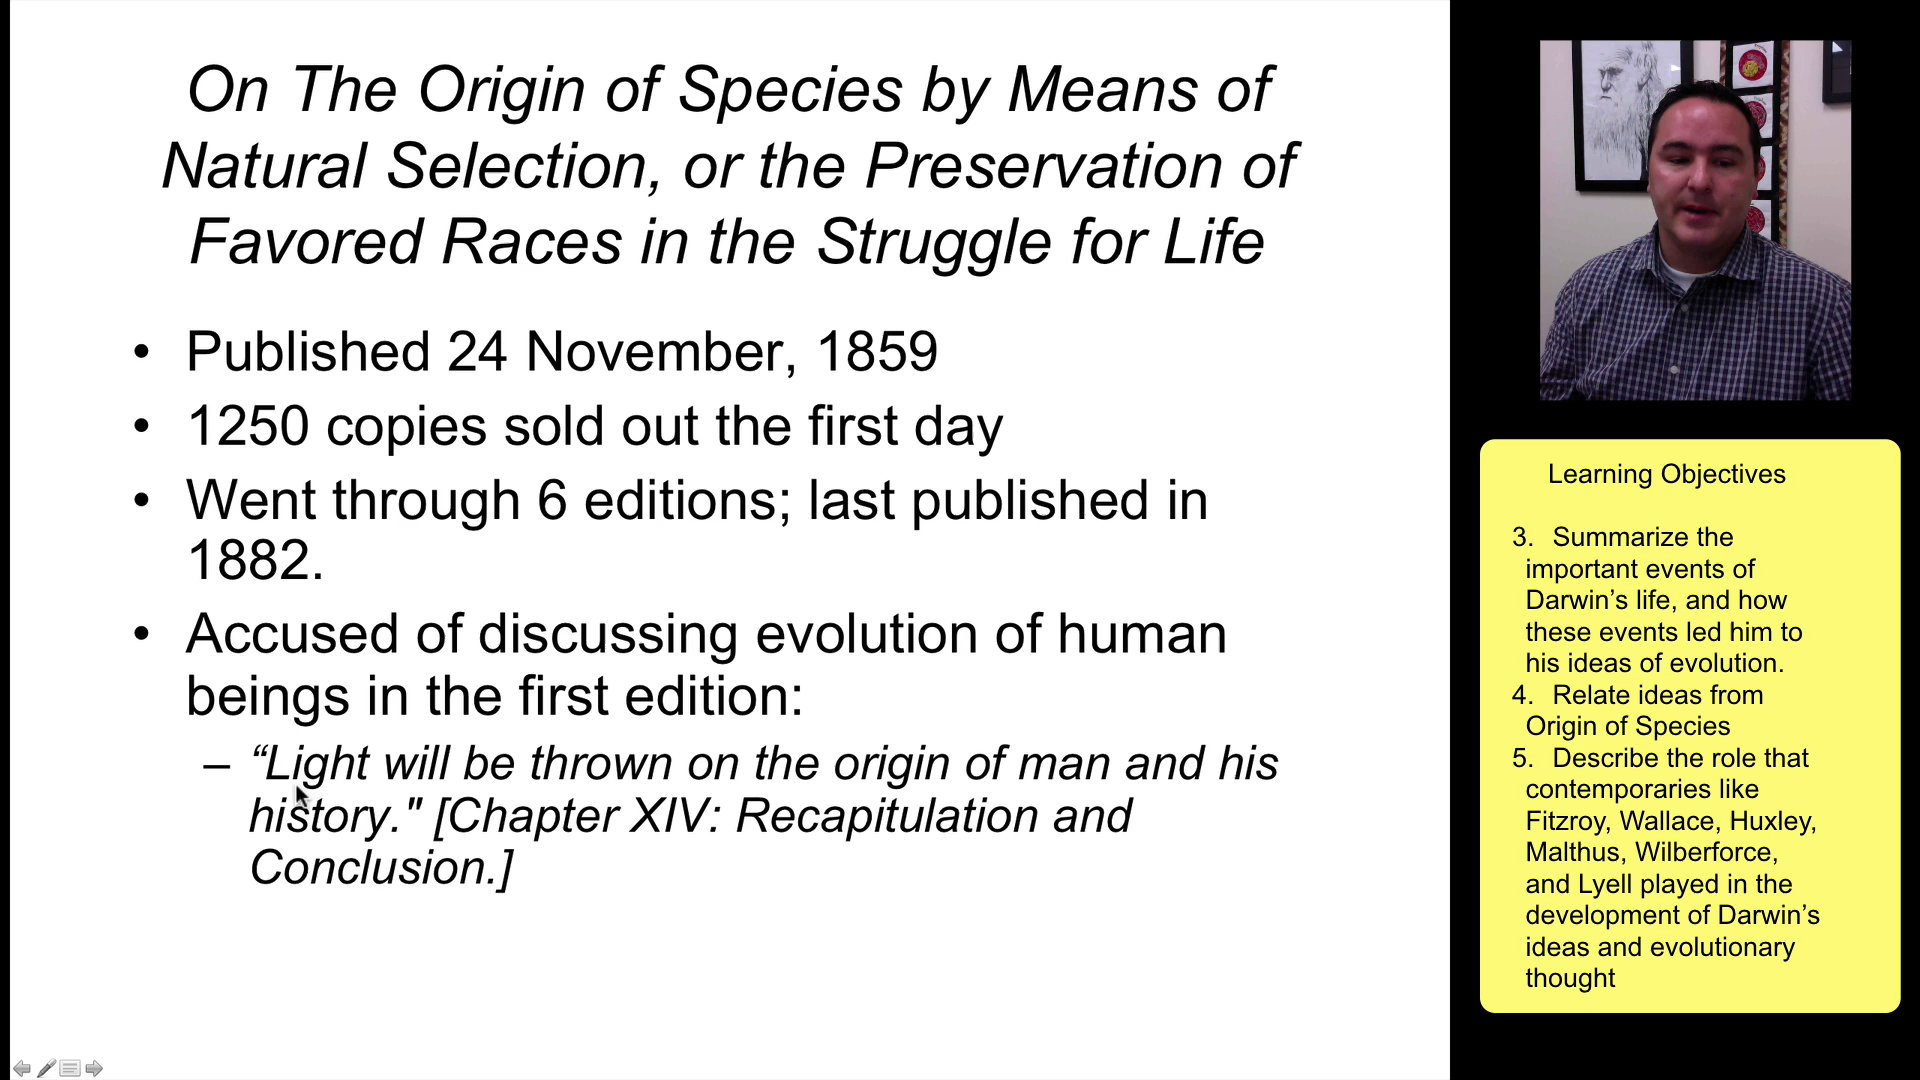 On The Origin of Species by Means of
Natural Selection, or the Preservation of
Favored Races in the Struggle for Life
• Published 24 November, 1859
• 1250 copies sold out the first day
• Went through 6 editions; last published in
1882.
• Accused of discussing evolution of human
beings in the first edition:
– “Light will be thrown on the origin of man and his
history." [Chapter XIV: Recapitulation and
Conclusion.]
Learning Objectives
3. Summarize the
important events of
Darwin’s life, and how
these events led him to
his ideas of evolution.
4. Relate ideas from
Origin of Species
5. Describe the role that
contemporaries like
Fitzroy, Wallace, Huxley,
Malthus, Wilberforce,
and Lyell played in the
development of Darwin’s
ideas and evolutionary
thought